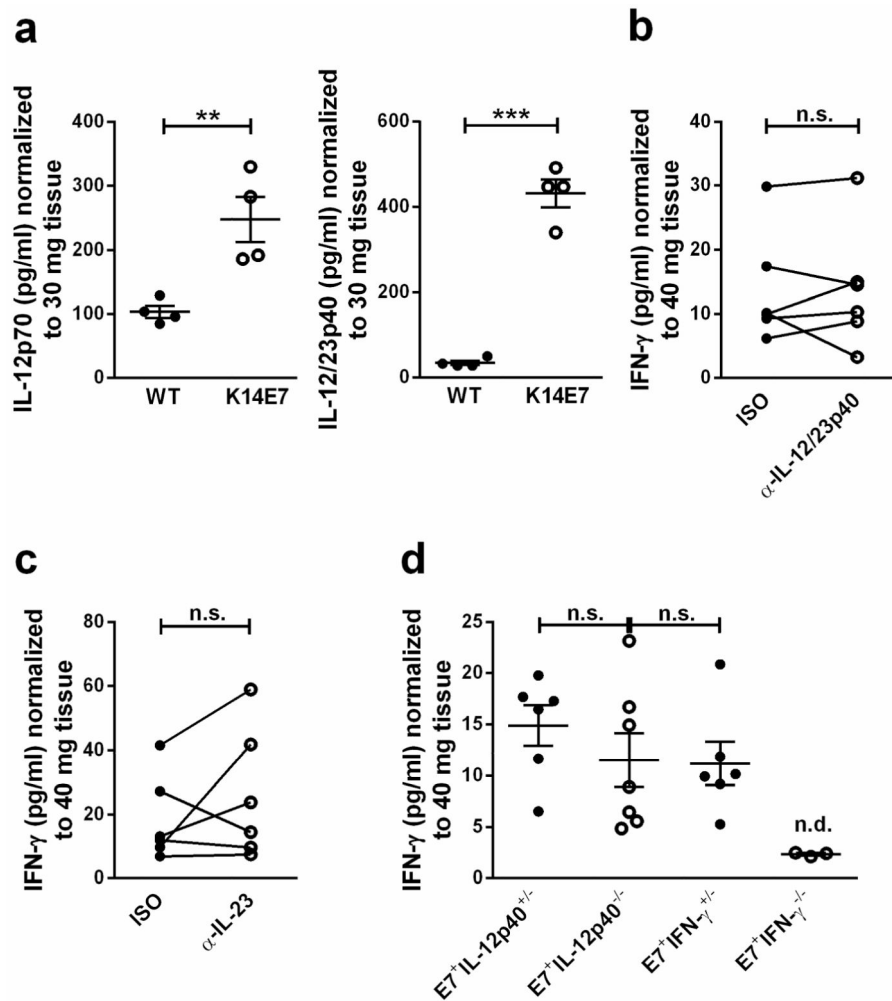 a
IL-12p70 (pg/ml) normalized
to 30 mg tissue
400
300
200
100
0
**
WT
K14E7
IL-12/23p40 (pg/ml) normalized
to 30 mg tissue
600
400
200
0
***
WT
K14E7
b
IFN-γ (pg/ml) normalized
to 40 mg tissue
40
30
20
10
0
n.s.
ISO
α-IL-12/23p40
c
IFN-γ (pg/ml) normalized
to 40 mg tissue
80
60
40
20
0
n.s.
ISO
α-IL-23
d
IFN-γ (pg/ml) normalized
to 40 mg tissue
25
20
15
10
5
0
n.s.
n.s.
n.d.
E7⁺IL-12p40⁺/⁻
E7⁺IL-12p40⁻/⁻
E7⁺IFN-γ⁺/⁻
E7⁺IFN-γ⁻/⁻